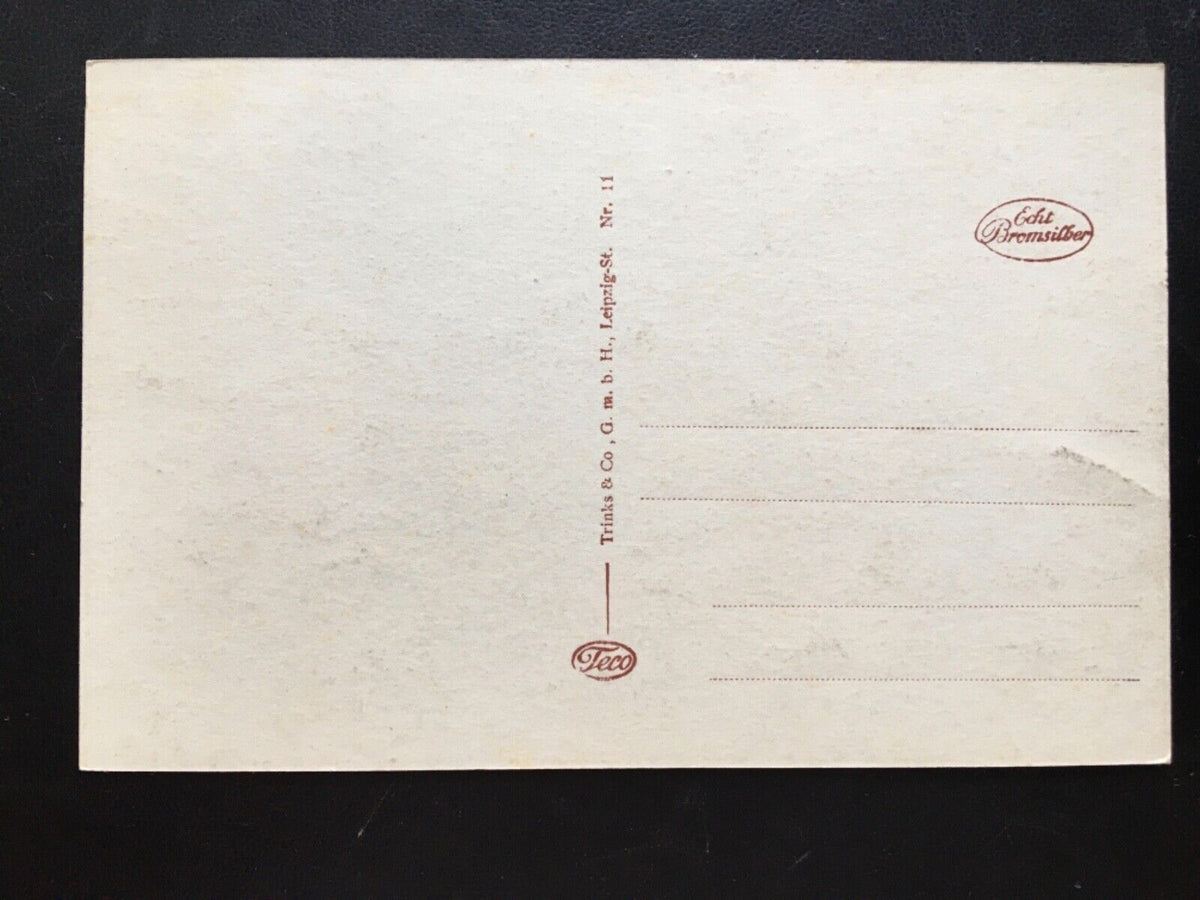 Trinks & Co , G. m. b. H., Leipzig-St. Nr. 11
Teco
Echt
Bromsilber